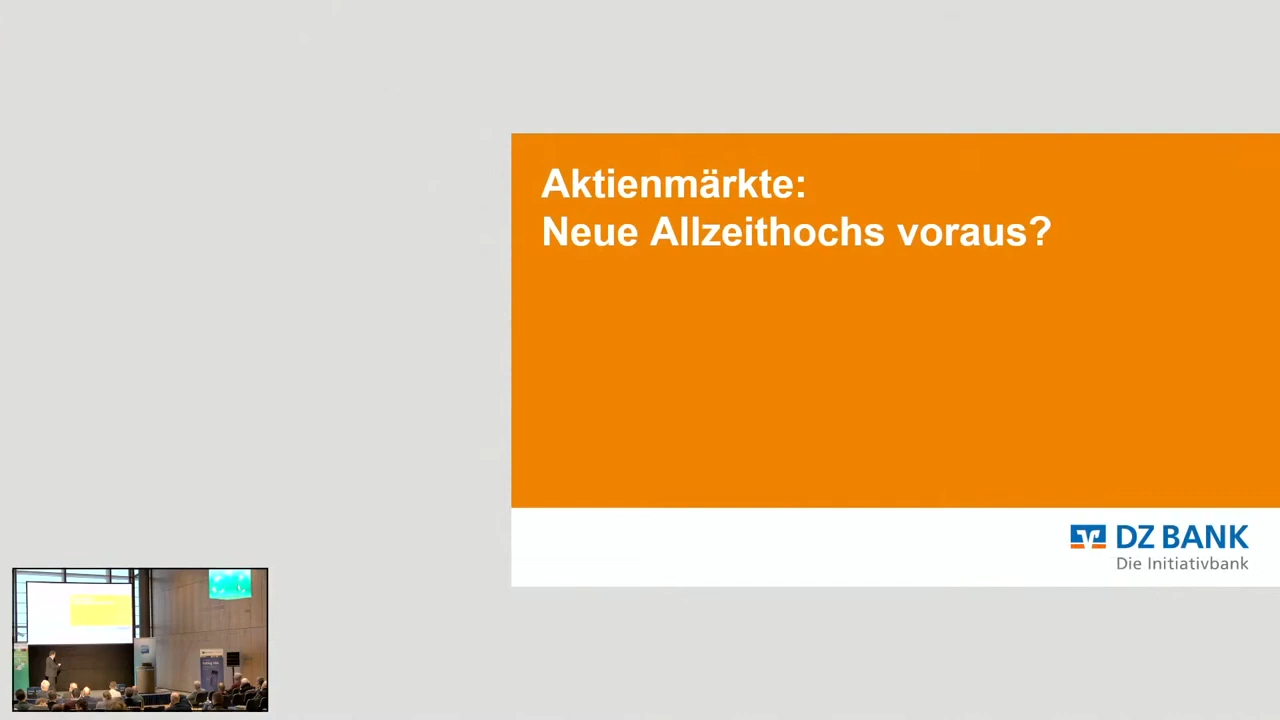 Aktienmärkte:
Neue Allzeithochs voraus?
DZ BANK
Die Initiativbank